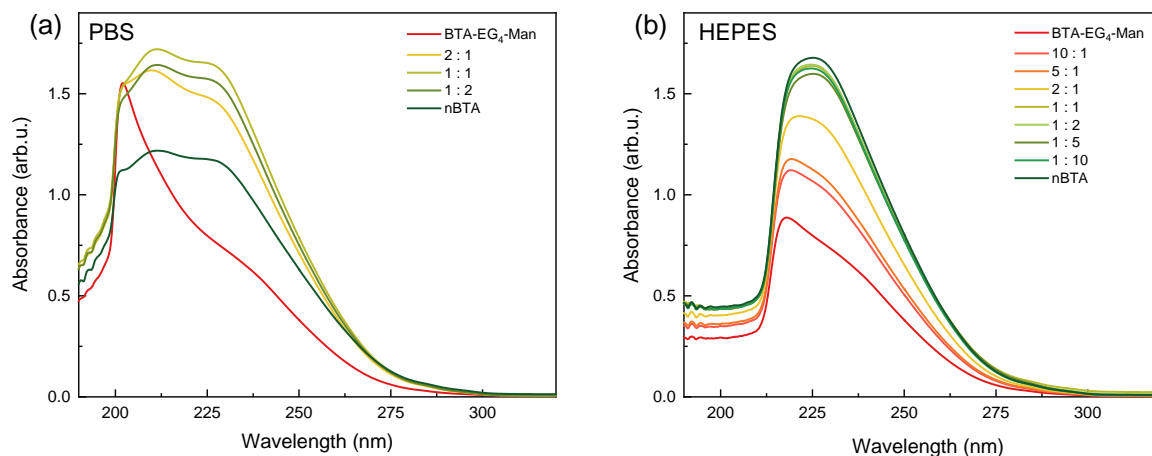 (a)
PBS
BTA-EG₄-Man
2 : 1
1 : 1
1 : 2
nBTA
Absorbance (arb.u.)
1.5
1.0
0.5
0.0
200
225
250
275
300
Wavelength (nm)
(b)
HEPES
BTA-EG₄-Man
10 : 1
5 : 1
2 : 1
1 : 1
1 : 2
1 : 5
1 : 10
nBTA
Absorbance (arb.u.)
1.5
1.0
0.5
0.0
200
225
250
275
300
Wavelength (nm)